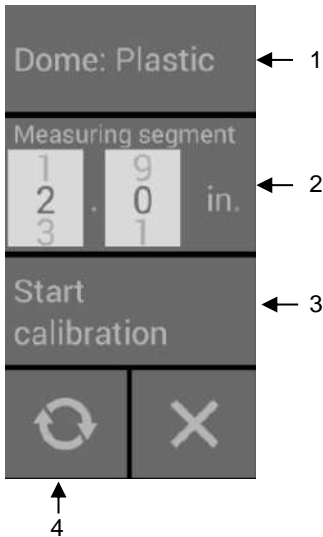 Dome: Plastic
1
Measuring segment
1 9
2 . 0 in.
3 1
2
Start
calibration
3
4